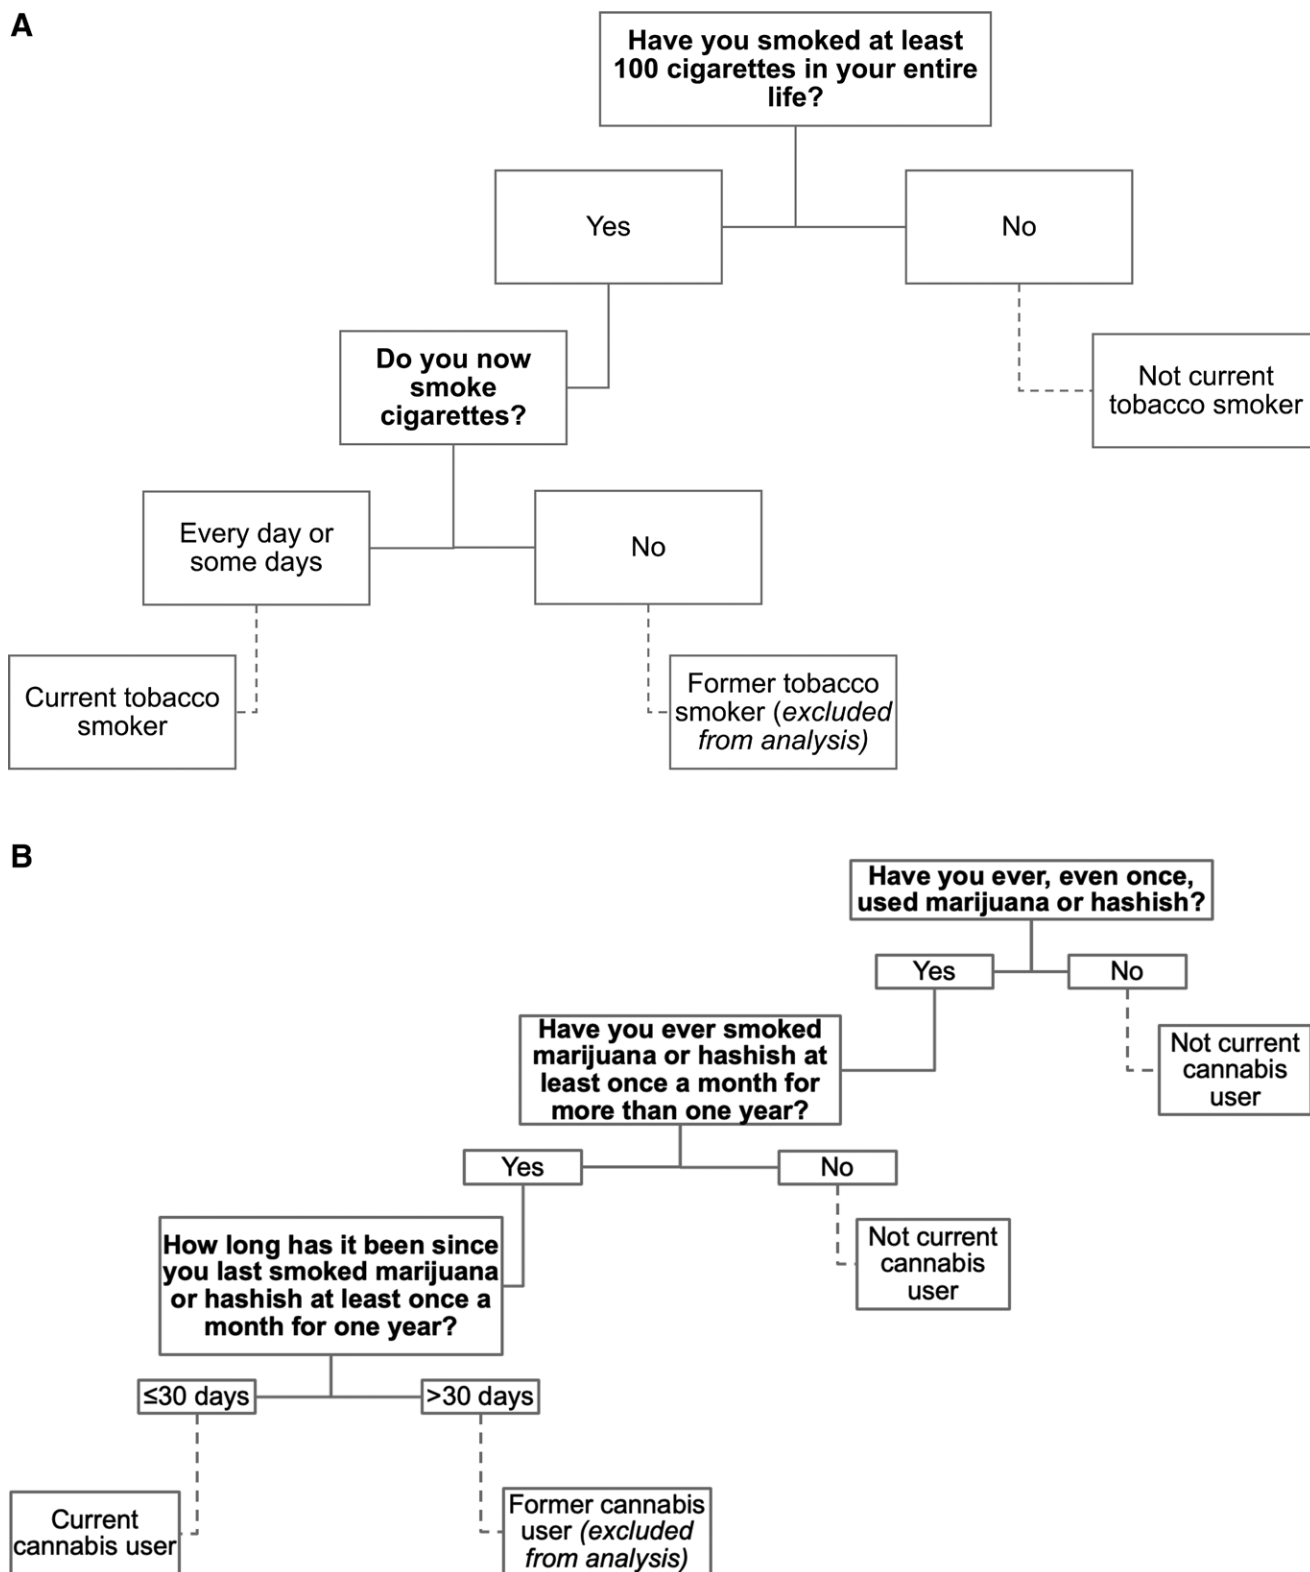 A
Have you smoked at least
100 cigarettes in your entire
life?
Yes
No
Do you now
smoke
cigarettes?
Not current
tobacco smoker
Every day or
some days
No
Current tobacco
smoker
Former tobacco
smoker (excluded
from analysis)
B
Have you ever, even once,
used marijuana or hashish?
Yes
No
Have you ever smoked
marijuana or hashish at
least once a month for
more than one year?
Not current
cannabis
user
Yes
No
How long has it been since
you last smoked marijuana
or hashish at least once a
month for one year?
Not current
cannabis
user
≤30 days
>30 days
Current
cannabis user
Former cannabis
user (excluded
from analysis)